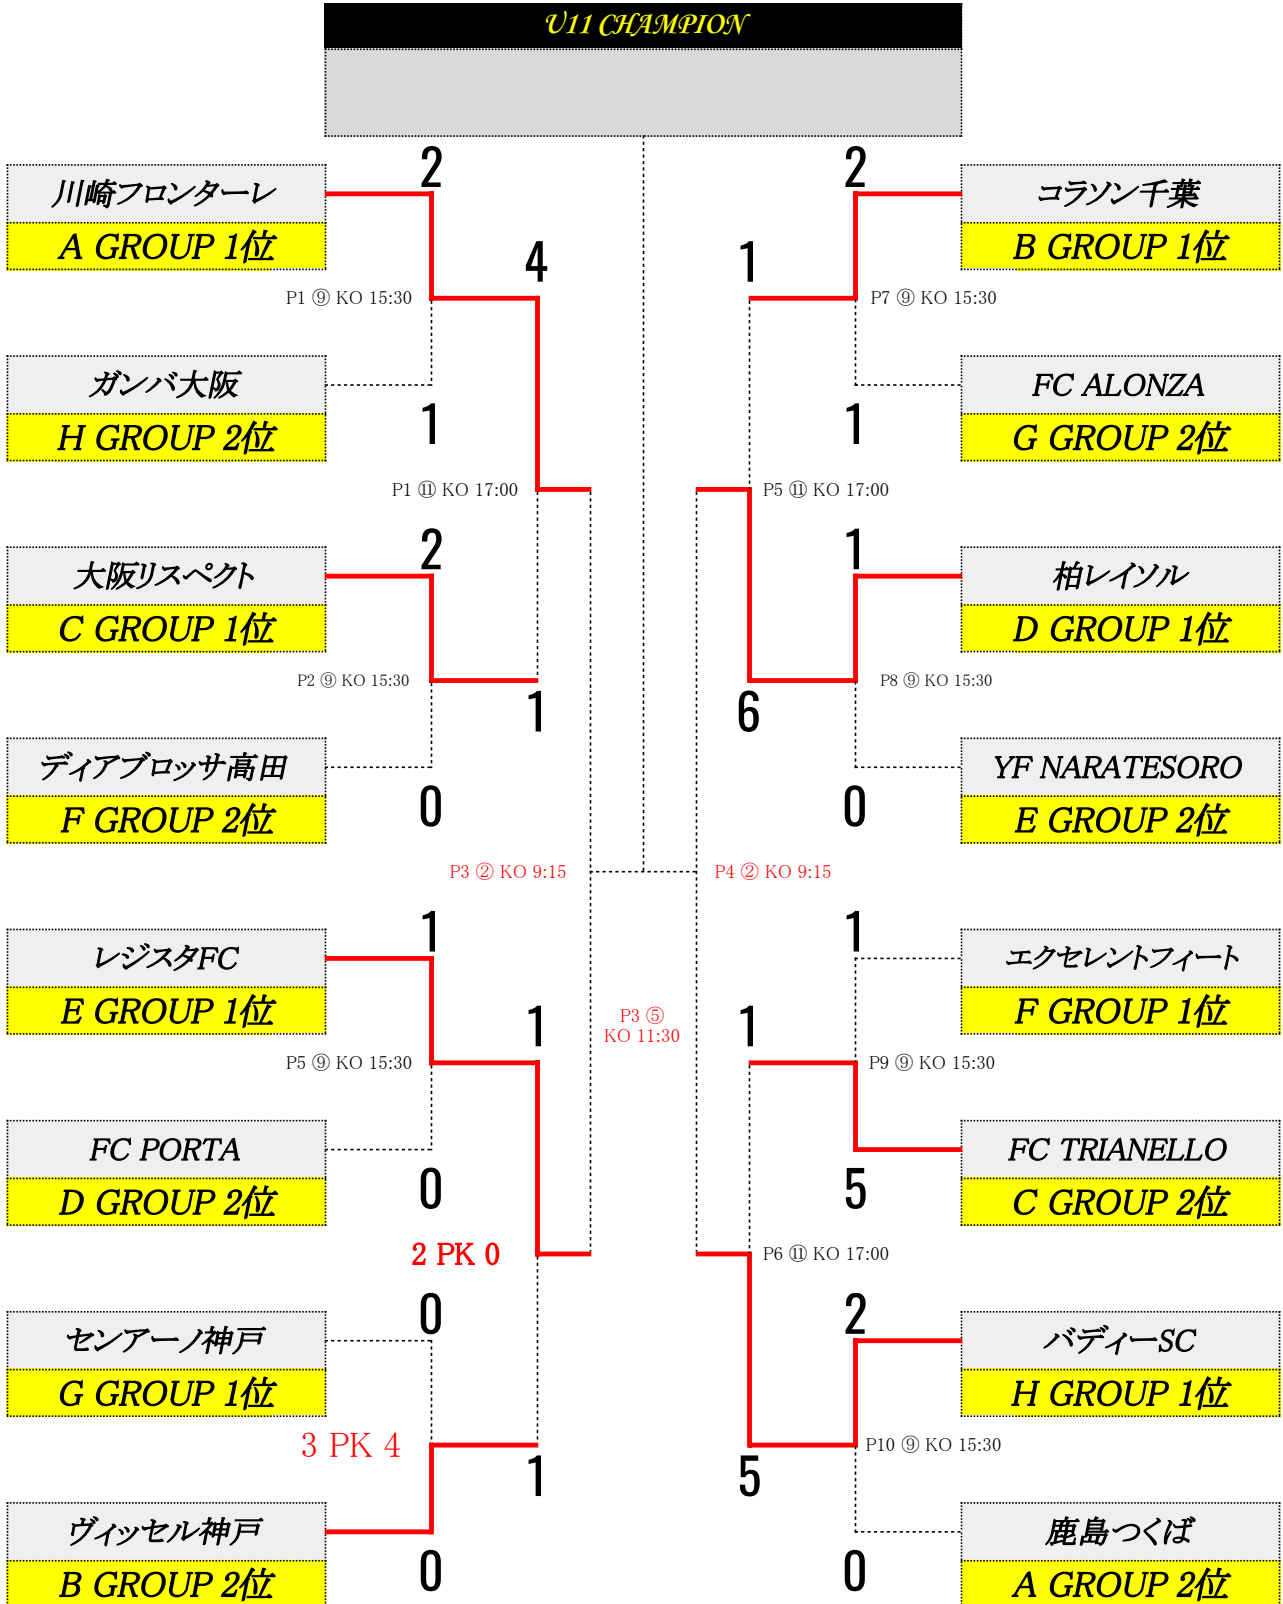 U11 CHAMPION
2
2
川崎フロンターレ
コラソン千葉
A GROUP 1位
B GROUP 1位
4
1
P1 ⑨ KO 15:30
P7 ⑨ KO 15:30
ガンバ大阪
FC ALONZA
H GROUP 2位
G GROUP 2位
1
1
P1 ⑪ KO 17:00
P5 ⑪ KO 17:00
2
1
大阪リスペクト
柏レイソル
C GROUP 1位
D GROUP 1位
P2 ⑨ KO 15:30
P8 ⑨ KO 15:30
1
6
ディアブロッサ高田
YF NARATESORO
F GROUP 2位
E GROUP 2位
0
0
P3 ② KO 9:15
P4 ② KO 9:15
1
1
レジスタFC
エクセレントフィート
E GROUP 1位
F GROUP 1位
1
1
P3 ⑤
KO 11:30
P5 ⑨ KO 15:30
P9 ⑨ KO 15:30
FC PORTA
FC TRIANELLO
D GROUP 2位
C GROUP 2位
0
5
2 PK 0
P6 ⑪ KO 17:00
0
2
センアーノ神戸
バディーSC
G GROUP 1位
H GROUP 1位
3 PK 4
P10 ⑨ KO 15:30
1
5
ヴィッセル神戸
鹿島つくば
B GROUP 2位
A GROUP 2位
0
0